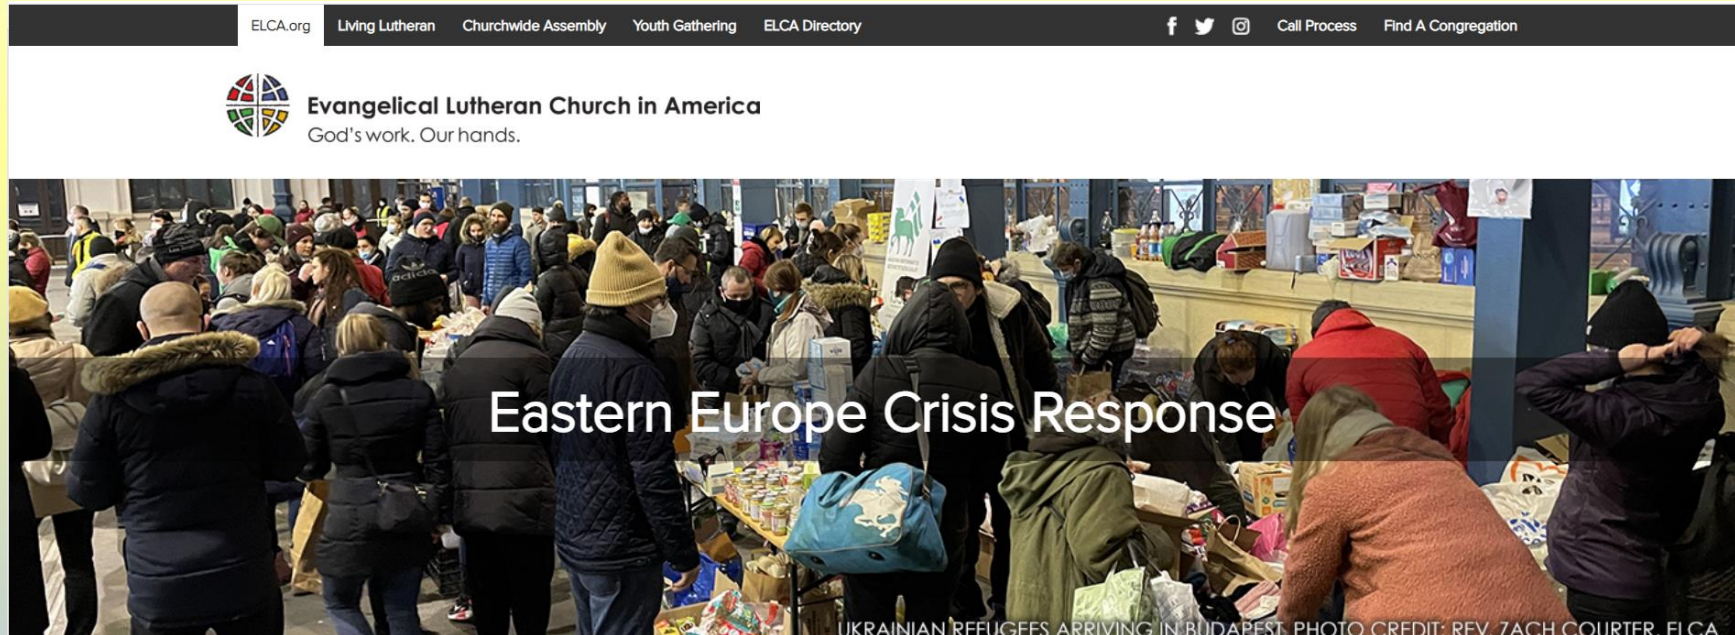 ELCA.org Living Lutheran Churchwide Assembly Youth Gathering ELCA Directory Call Process Find A Congregation
Evangelical Lutheran Church in America
God's work. Our hands.
adidas
Eastern Europe Crisis Response
UKRAINIAN REFUGEES ARRIVING IN BUDAPEST. PHOTO CREDIT: REV. ZACH COURTER, ELCA